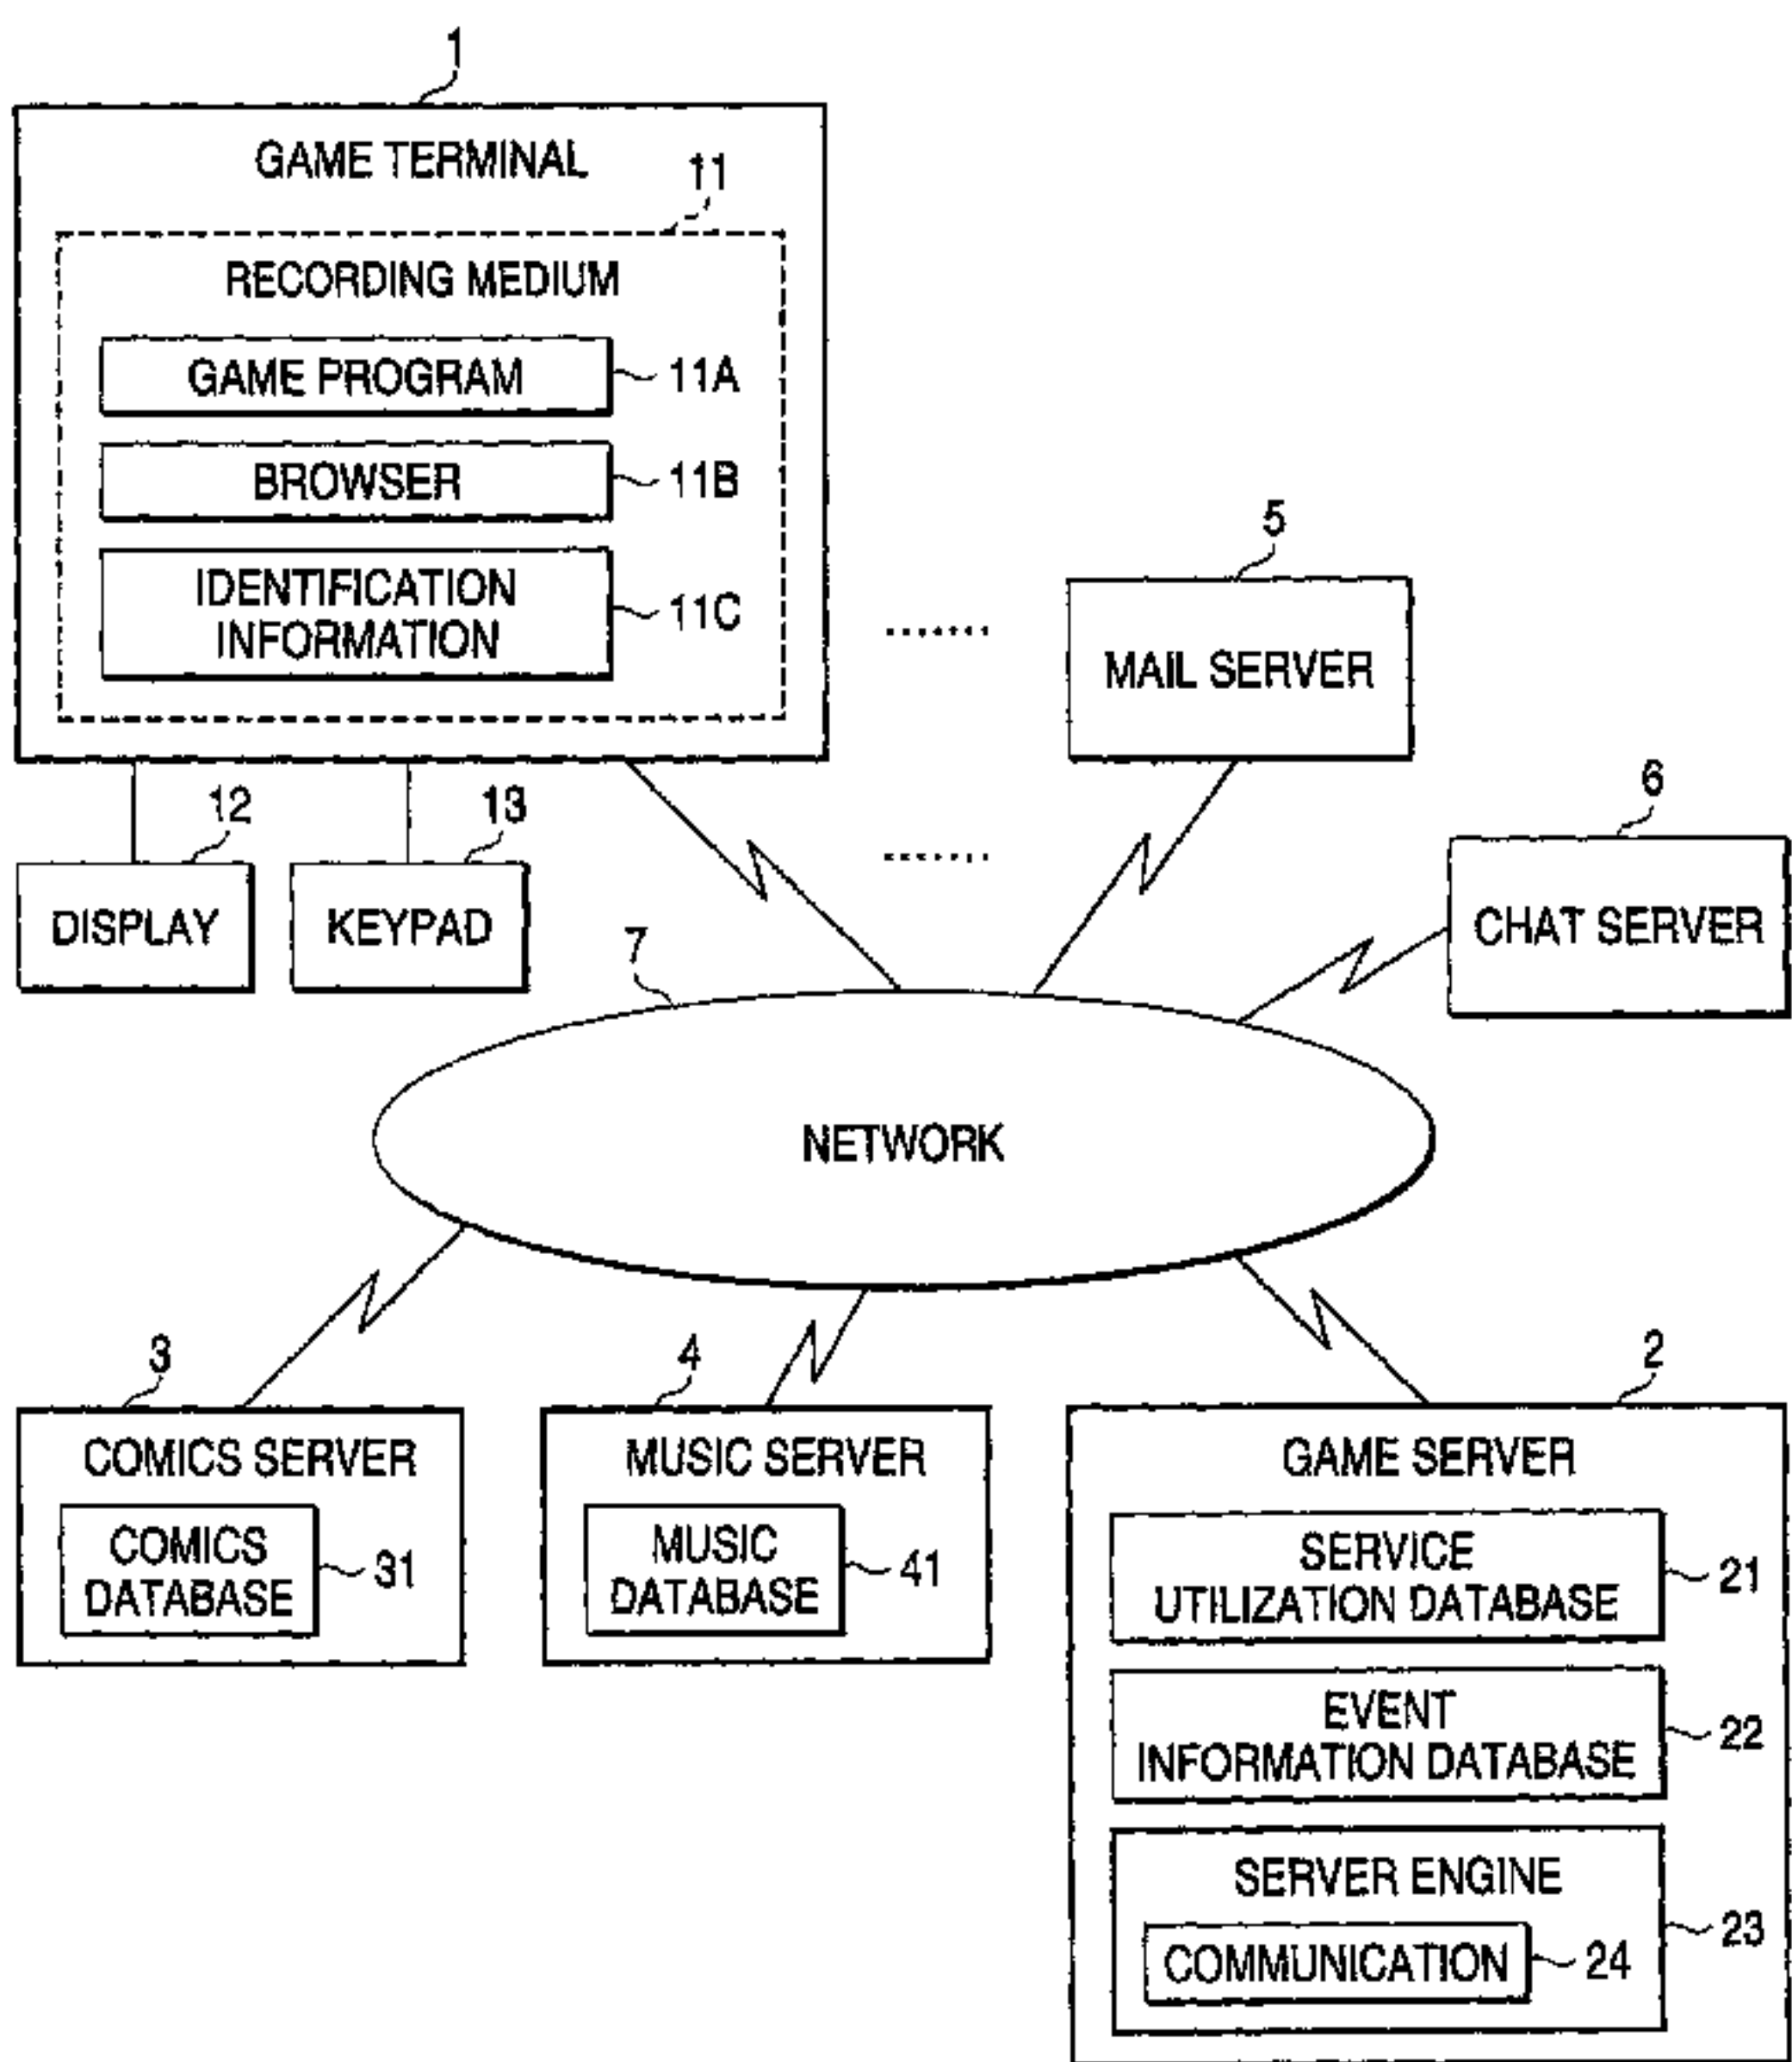 1
GAME TERMINAL
11
RECORDING MEDIUM
GAME PROGRAM
11A
BROWSER
11B
IDENTIFICATION
INFORMATION
11C
5
MAIL SERVER
6
CHAT SERVER
12
DISPLAY
13
KEYPAD
7
NETWORK
3
COMICS SERVER
COMICS
DATABASE
31
4
MUSIC SERVER
MUSIC
DATABASE
41
2
GAME SERVER
SERVICE
UTILIZATION DATABASE
21
EVENT
INFORMATION DATABASE
22
SERVER ENGINE
23
COMMUNICATION
24